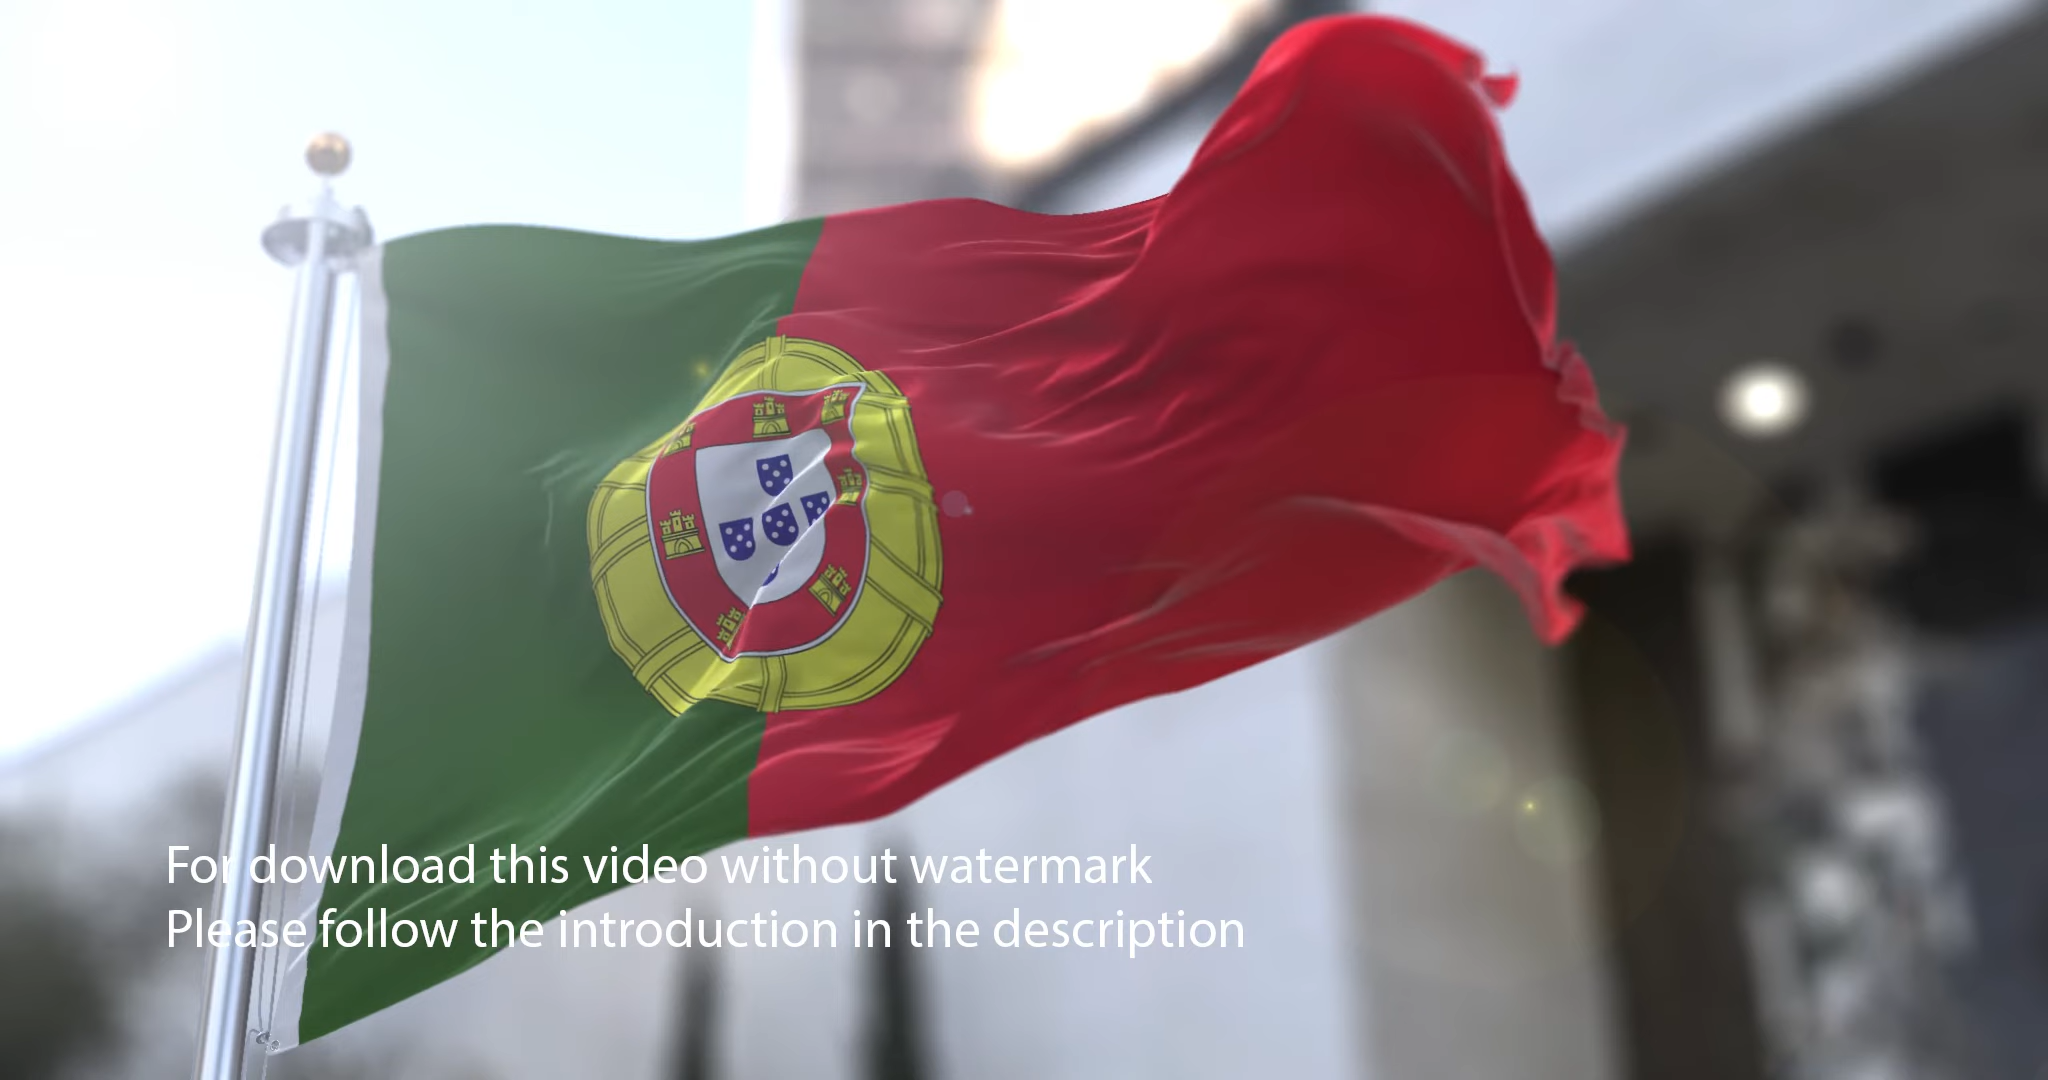 For download this video without watermark
Please follow the introduction in the description